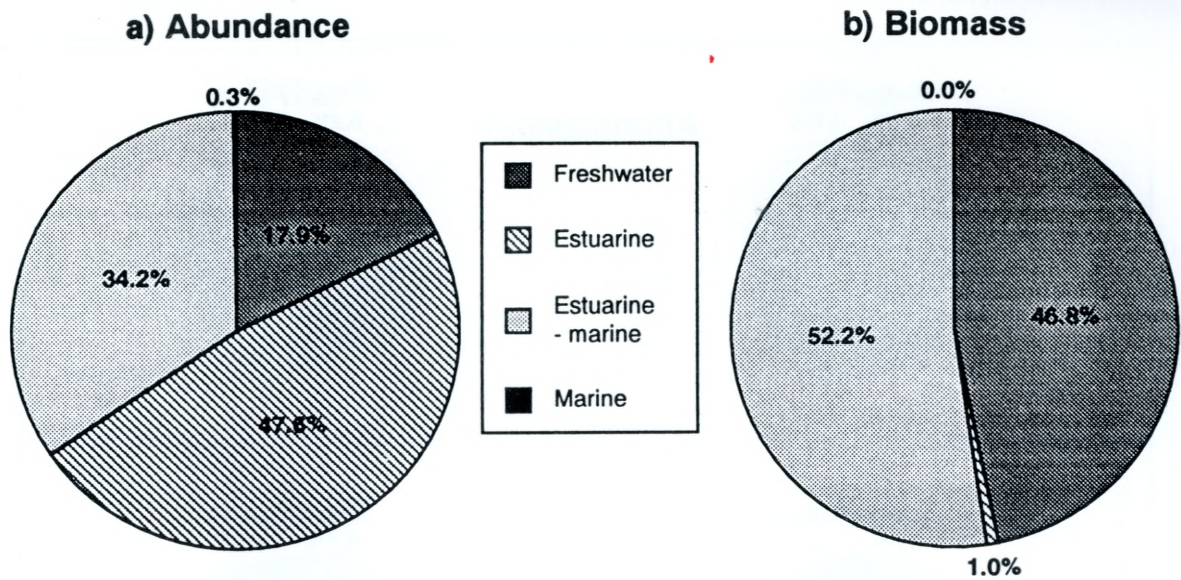 a) Abundance
0.3%
17.9%
34.2%
47.6%
Freshwater
Estuarine
Estuarine
- marine
Marine
b) Biomass
0.0%
46.8%
52.2%
1.0%